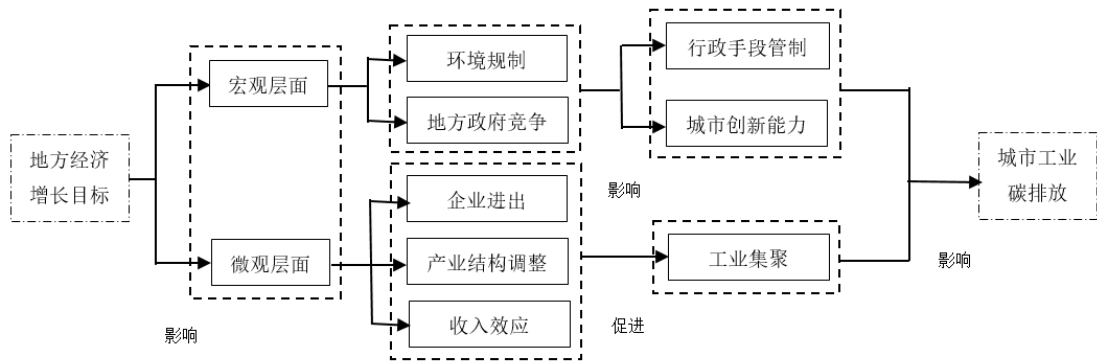 地方经济
增长目标
宏观层面
微观层面
影响
环境规制
地方政府竞争
企业进出
产业结构调整
收入效应
影响
促进
行政手段管制
城市创新能力
工业集聚
影响
城市工业
碳排放